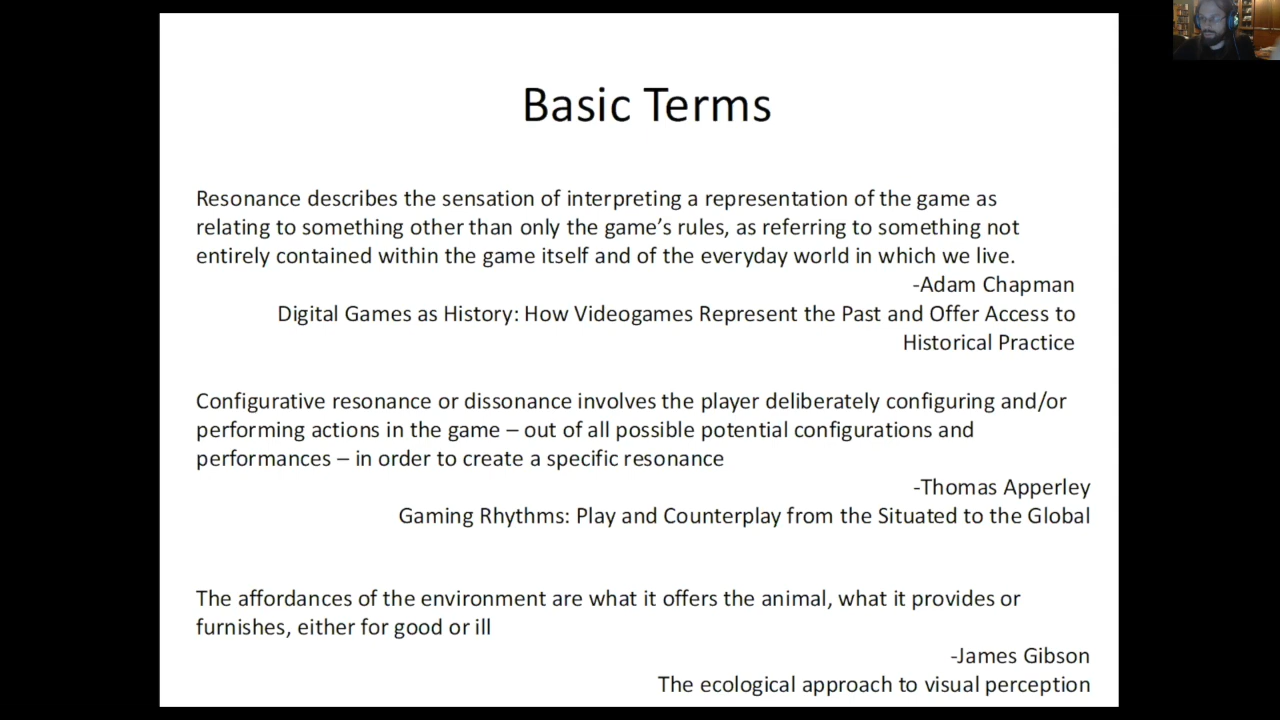 Basic Terms
Resonance describes the sensation of interpreting a representation of the game as
relating to something other than only the game’s rules, as referring to something not
entirely contained within the game itself and of the everyday world in which we live.
-Adam Chapman
Digital Games as History: How Videogames Represent the Past and Offer Access to
Historical Practice
Configurative resonance or dissonance involves the player deliberately configuring and/or
performing actions in the game – out of all possible potential configurations and
performances – in order to create a specific resonance
-Thomas Apperley
Gaming Rhythms: Play and Counterplay from the Situated to the Global
The affordances of the environment are what it offers the animal, what it provides or
furnishes, either for good or ill
-James Gibson
The ecological approach to visual perception